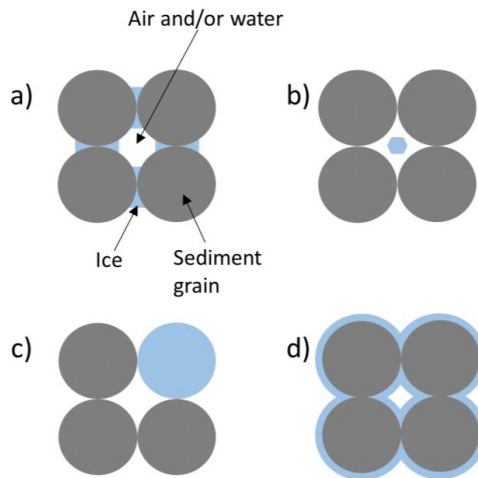 Air and/or water
a)
b)
Ice
Sediment
grain
c)
d)